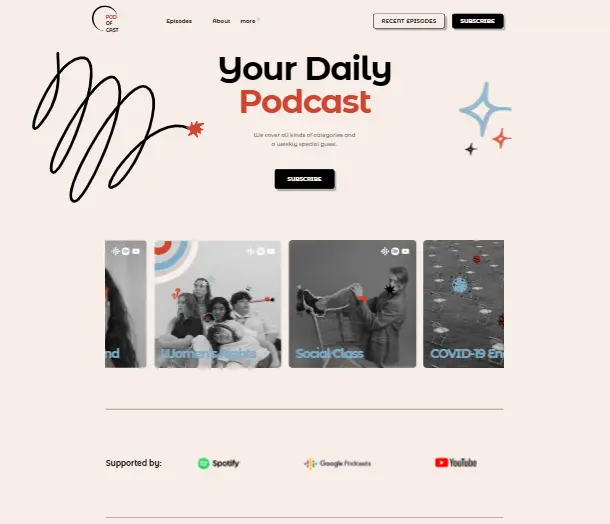 POD
OF
CAST
Episodes
About
more
RECENT EPISODES
SUBSCRIBE
Your Daily
Podcast
We cover all kinds of categories and
a weekly special guest.
SUBSCRIBE
nd
Women's Rights
Social Class
COVID-19 En
Supported by:
Spotify
Google Podcasts
YouTube